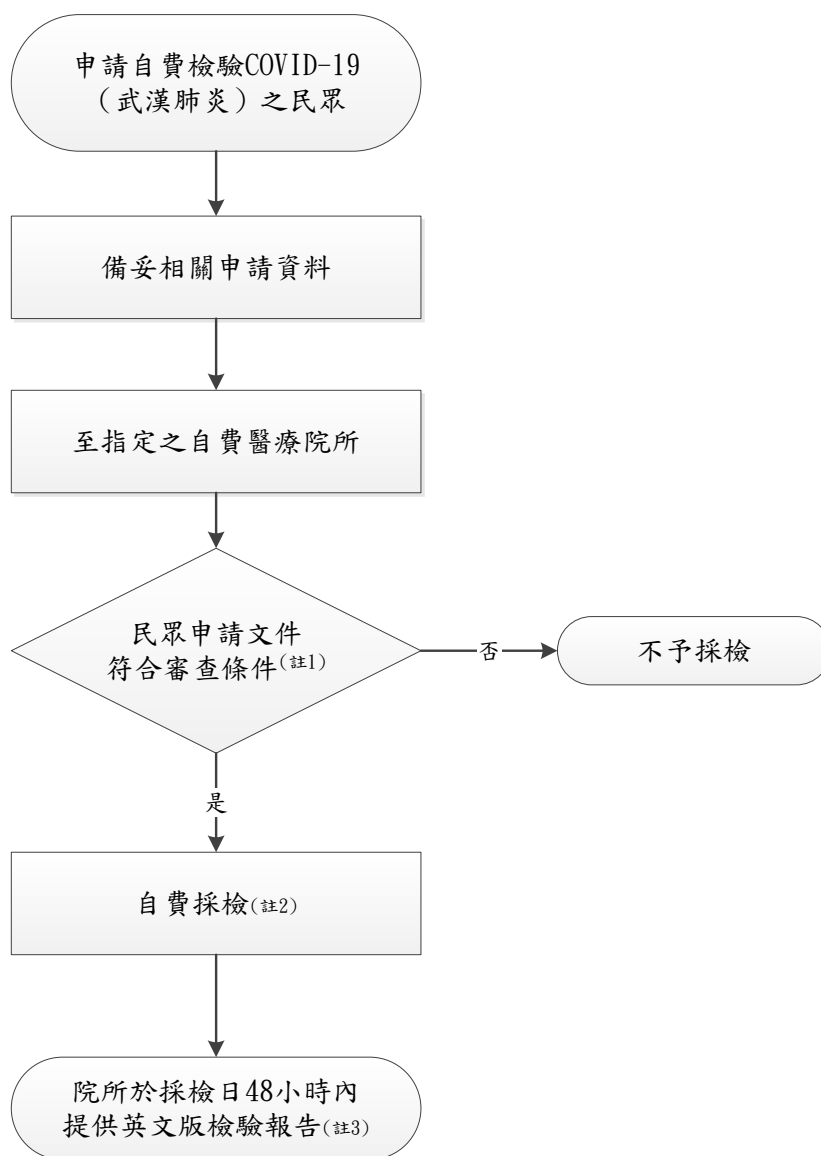 申請自費檢驗COVID-19
（武漢肺炎）之民眾
備妥相關申請資料
至指定之自費醫療院所
民眾申請文件
符合審查條件(註1)
否
不予採檢
是
自費採檢(註2)
院所於採檢日48小時內
提供英文版檢驗報告(註3)